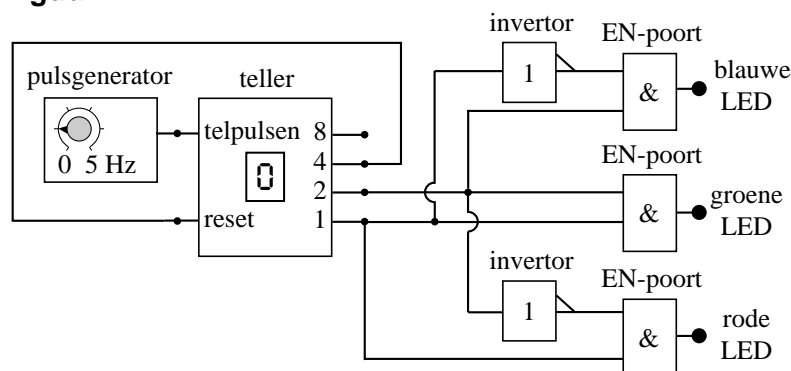 invertor
EN-poort
pulsgenerator
teller
1
&
blauwe
LED
telpulsen
8
0 5 Hz
4
0
2
EN-poort
groene
LED
reset
1
&
invertor
EN-poort
1
&
rode
LED